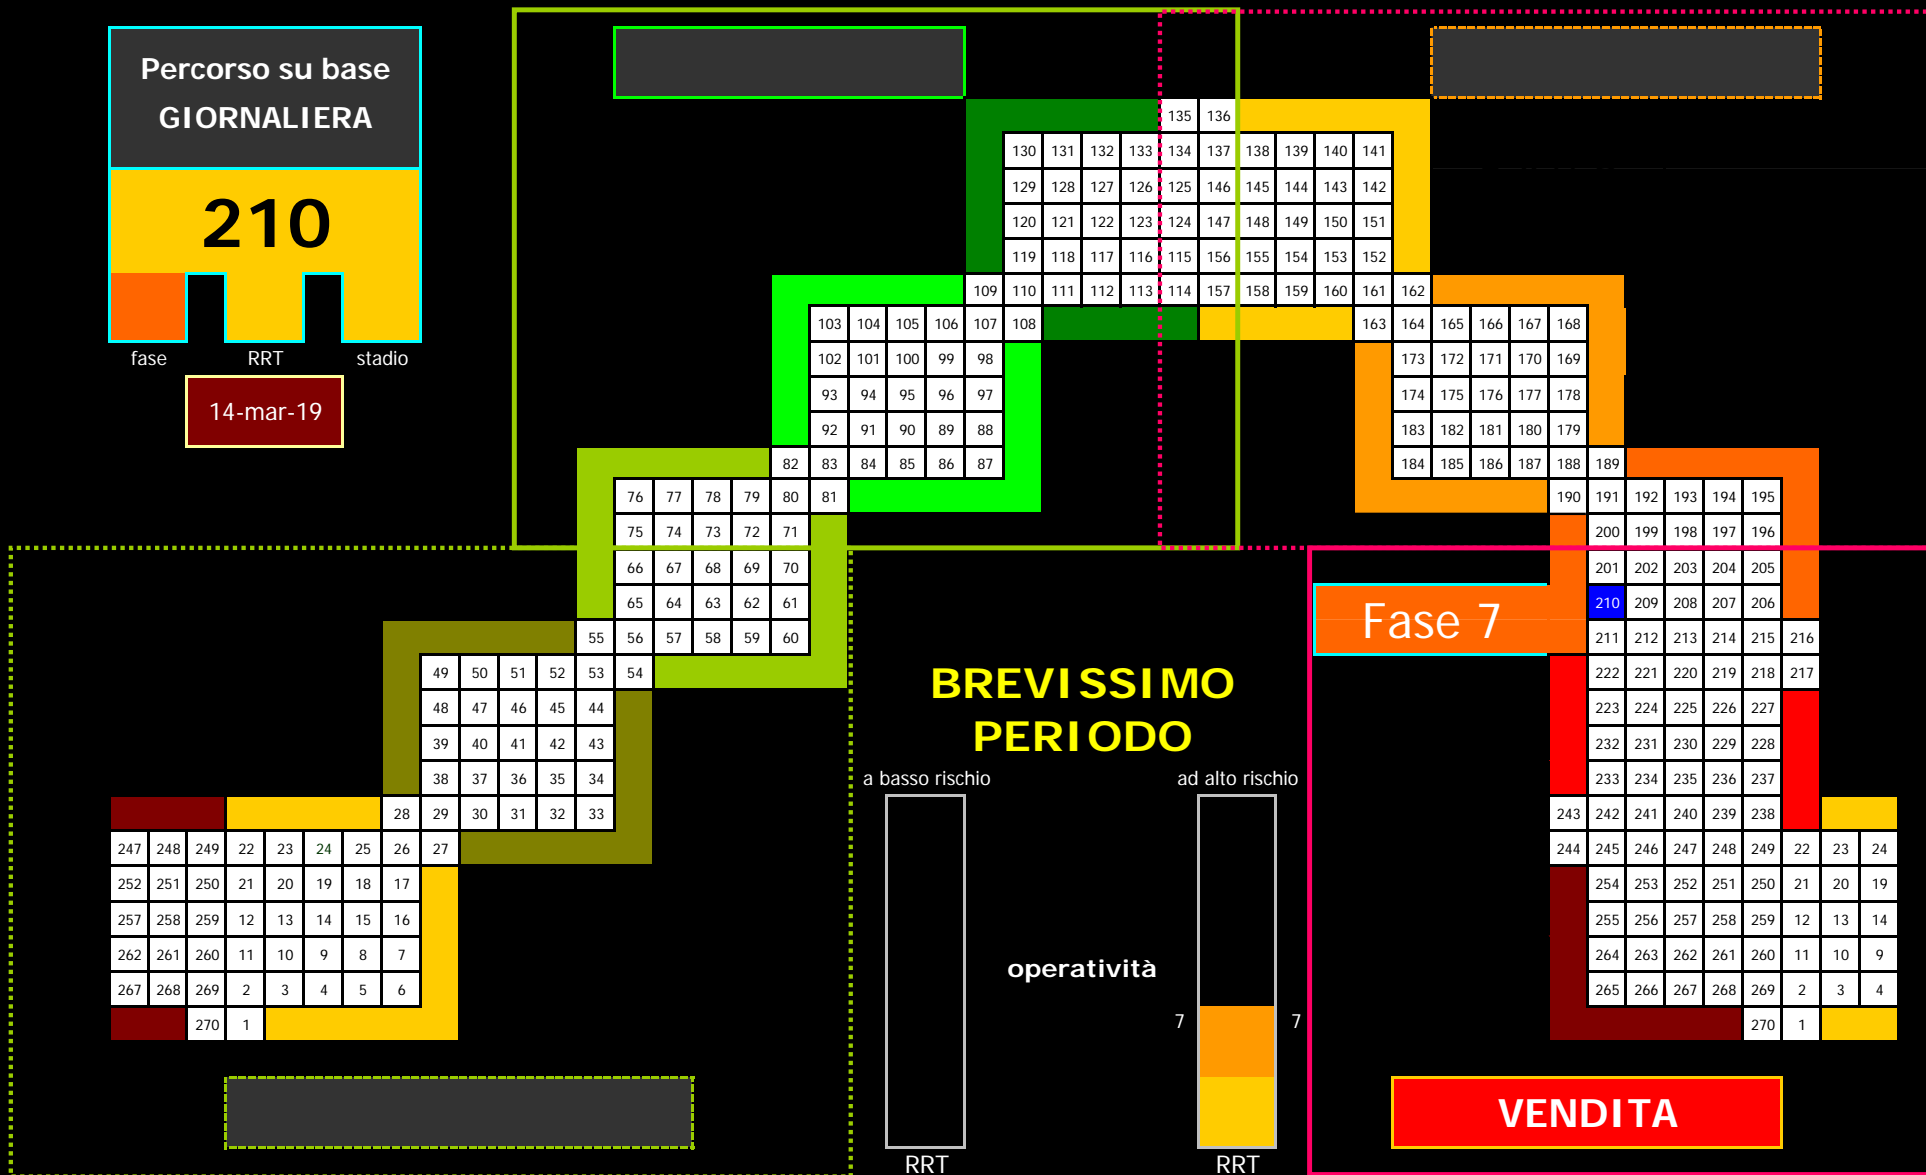 Percorso su base
GIORNALIERA
210
fase RRT stadio
14-mar-19
135 136
130 131 132 133 134 137 138 139 140 141
129 128 127 126 125 146 145 144 143 142
120 121 122 123 124 147 148 149 150 151
119 118 117 116 115 156 155 154 153 152
109 110 111 112 113 114 157 158 159 160 161 162
103 104 105 106 107 108 163 164 165 166 167 168
102 101 100 99 98 173 172 171 170 169
93 94 95 96 97 174 175 176 177 178
92 91 90 89 88 183 182 181 180 179
82 83 84 85 86 87 184 185 186 187 188 189
76 77 78 79 80 81 190 191 192 193 194 195
75 74 73 72 71 200 199 198 197 196
66 67 68 69 70 201 202 203 204 205
65 64 63 62 61 Fase 7 210 209 208 207 206
55 56 57 58 59 60 211 212 213 214 215 216
49 50 51 52 53 54 222 221 220 219 218 217
BREVISSIMO
PERIODO
48 47 46 45 44 223 224 225 226 227
39 40 41 42 43 232 231 230 229 228
38 37 36 35 34 a basso rischio ad alto rischio 233 234 235 236 237
28 29 30 31 32 33 243 242 241 240 239 238
247 248 249 22 23 24 25 26 27 244 245 246 247 248 249 22 23 24
252 251 250 21 20 19 18 17 254 253 252 251 250 21 20 19
257 258 259 12 13 14 15 16 255 256 257 258 259 12 13 14
262 261 260 11 10 9 8 7 operatività 264 263 262 261 260 11 10 9
267 268 269 2 3 4 5 6 265 266 267 268 269 2 3 4
270 1 7 7 270 1
VENDITA
RRT RRT